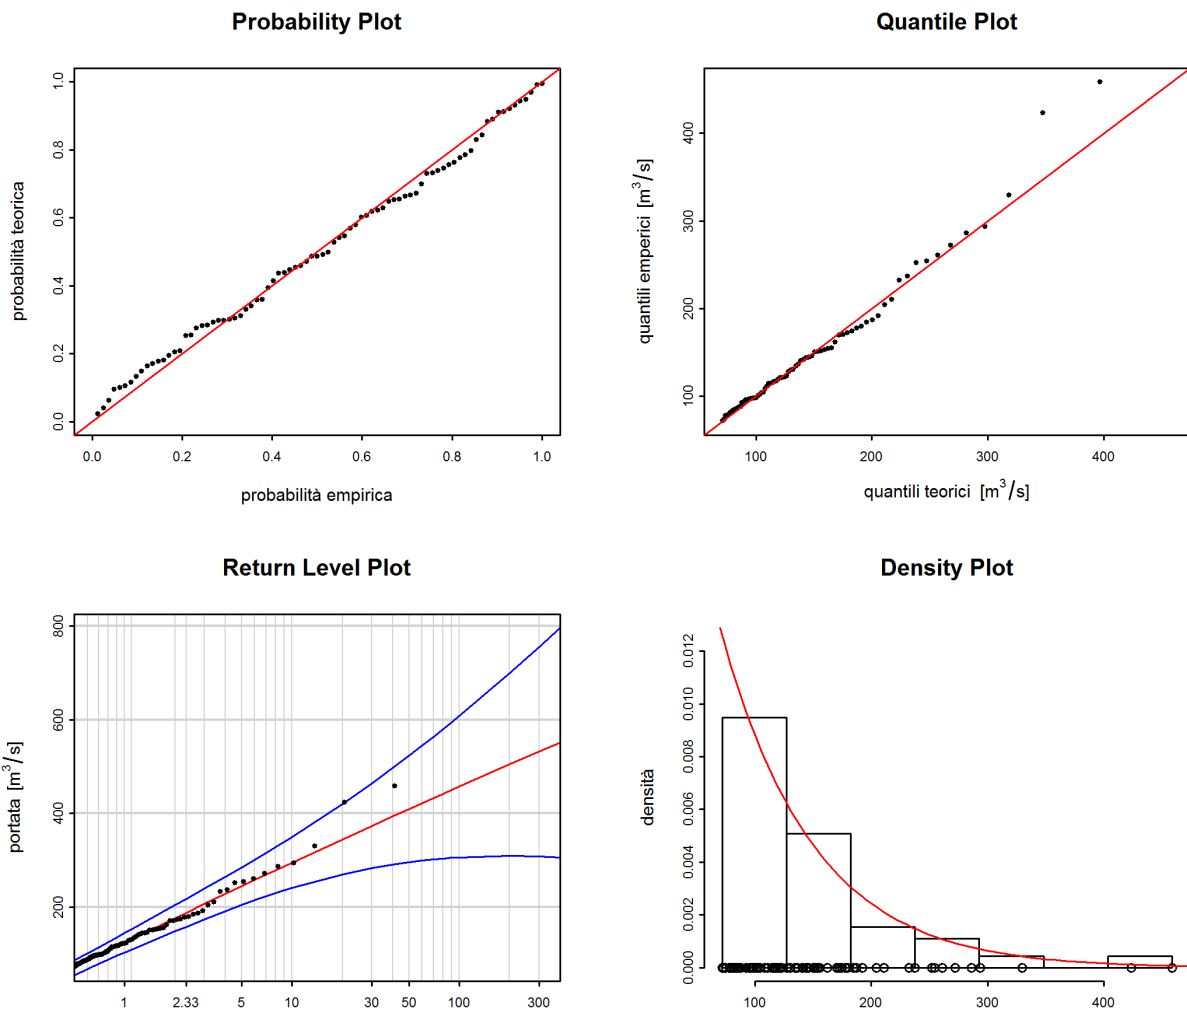 Probability Plot
1.0
0.8
0.6
0.4
0.2
0.0
probabilità teorica
0.0 0.2 0.4 0.6 0.8 1.0
probabilità empirica
Quantile Plot
400
300
200
100
quantili emperici [m³/s]
100 200 300 400
quantili teorici [m³/s]
Return Level Plot
800
600
400
200
portata [m³/s]
1 2.33 5 10 30 50 100 300
Density Plot
0.012
0.010
0.008
0.006
0.004
0.002
0.000
densità
100 200 300 400